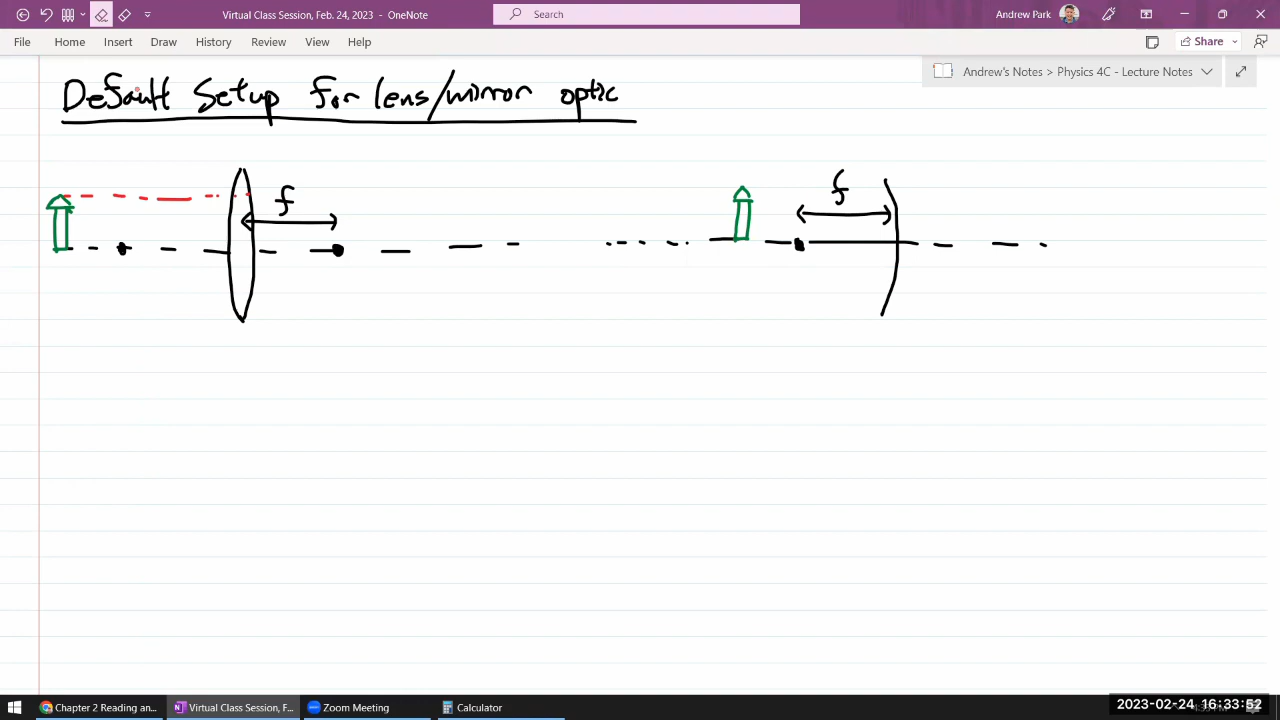 Virtual Class Session, Feb. 24, 2023 - OneNote
Search
Andrew Park
File Home Insert Draw History Review View Help
Share
Andrew's Notes > Physics 4C - Lecture Notes
Default Setup for lens/mirror optic
f
f
Chapter 2 Reading an...
Virtual Class Session, F...
Zoom Meeting
Calculator
2023-02-24 16:33:52